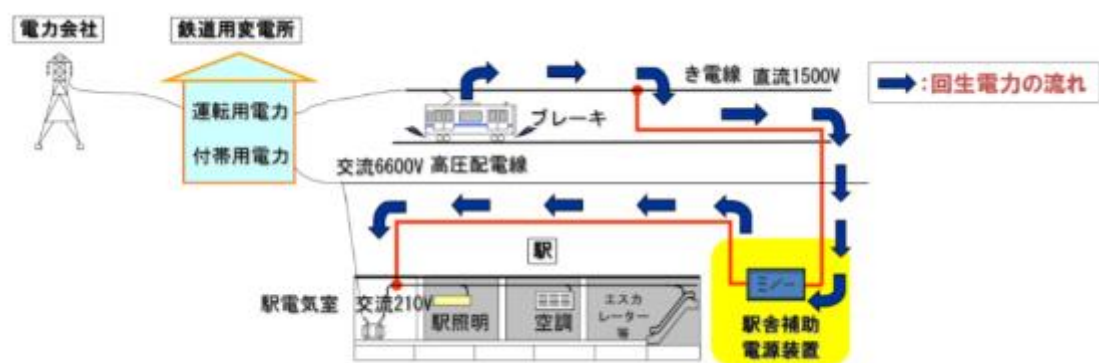 電力会社
鉄道用変電所
き電線 直流1500V
:回生電力の流れ
運転用電力
ブレーキ
付帯用電力
交流6600V 高圧配電線
駅
駅電気室 交流210V
駅照明
空調
エスカ
レーター
等
駅舎補助
電源装置